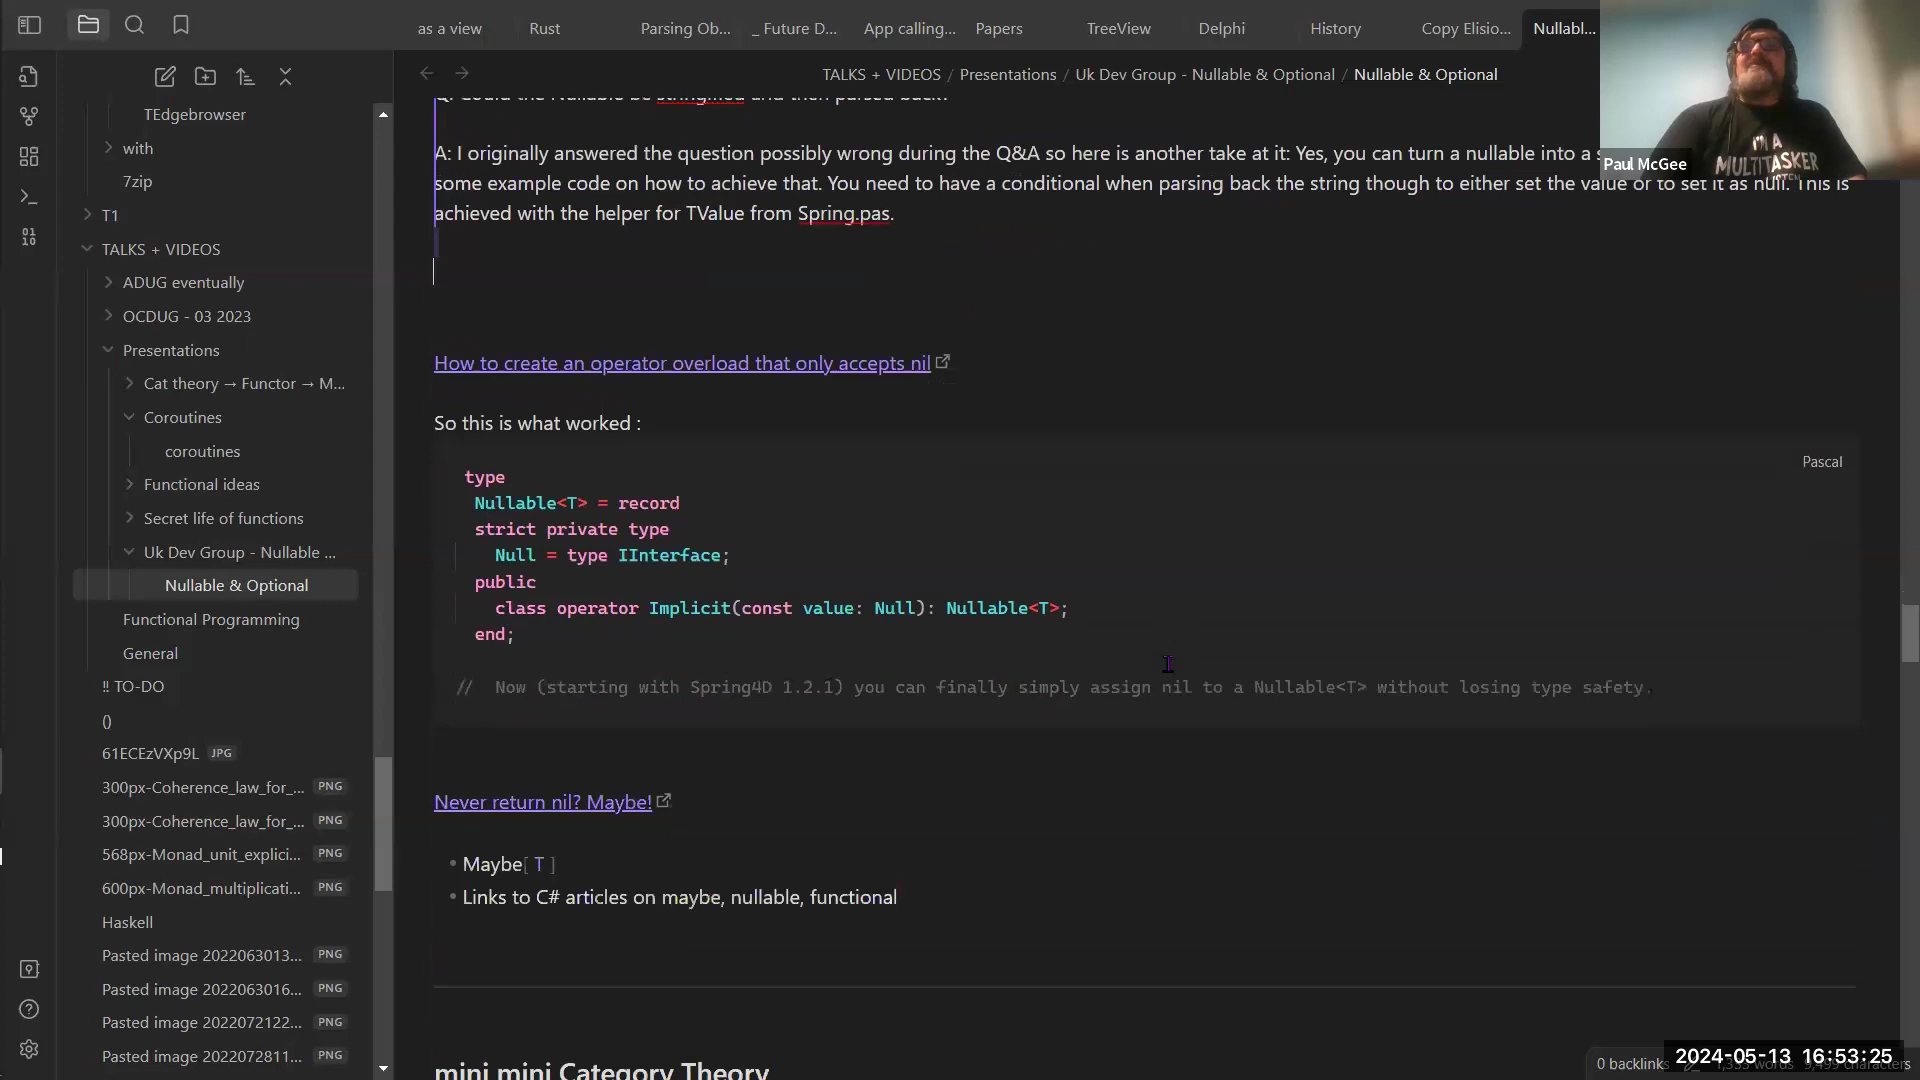 as a view
Rust
Parsing Ob...
_ Future D...
App calling...
Papers
TreeView
Delphi
History
Copy Elisio...
Nullabl...
TALKS + VIDEOS / Presentations / Uk Dev Group - Nullable & Optional / Nullable & Optional
TEdgebrowser
with
7zip
T1
TALKS + VIDEOS
ADUG eventually
OCDUG - 03 2023
Presentations
Cat theory → Functor → M...
Coroutines
coroutines
Functional ideas
Secret life of functions
Uk Dev Group - Nullable ...
Nullable & Optional
Functional Programming
General
!! TO-DO
()
61ECEzVXp9L JPG
300px-Coherence_law_for_... PNG
300px-Coherence_law_for_... PNG
568px-Monad_unit_explici... PNG
600px-Monad_multiplicati... PNG
Haskell
Pasted image 2022063013... PNG
Pasted image 2022063016... PNG
Pasted image 2022072122... PNG
Pasted image 2022072811... PNG
Q: Could the Nullable be stringified and then parsed back?
A: I originally answered the question possibly wrong during the Q&A so here is another take at it: Yes, you can turn a nullable into a
some example code on how to achieve that. You need to have a conditional when parsing back the string though to either set the value or to set it as null. This is
achieved with the helper for TValue from Spring.pas.
How to create an operator overload that only accepts nil
So this is what worked :
Pascal
type
Nullable<T> = record
strict private type
Null = type IInterface;
public
class operator Implicit(const value: Null): Nullable<T>;
end;
// Now (starting with Spring4D 1.2.1) you can finally simply assign nil to a Nullable<T> without losing type safety.
Never return nil? Maybe!
• Maybe[ T ]
• Links to C# articles on maybe, nullable, functional
mini mini Category Theory
I'M A
MULTITASKER
Paul McGee
0 backlinks
2024-05-13 16:53:25